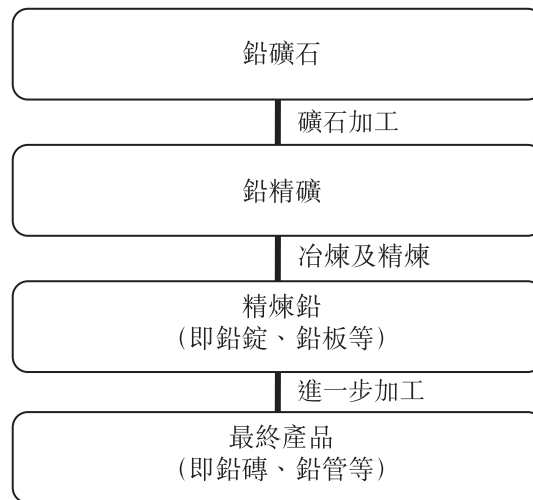 鉛礦石
礦石加工
鉛精礦
冶煉及精煉
精煉鉛
(即鉛錠、鉛板等)
進一步加工
最終產品
(即鉛磚、鉛管等)